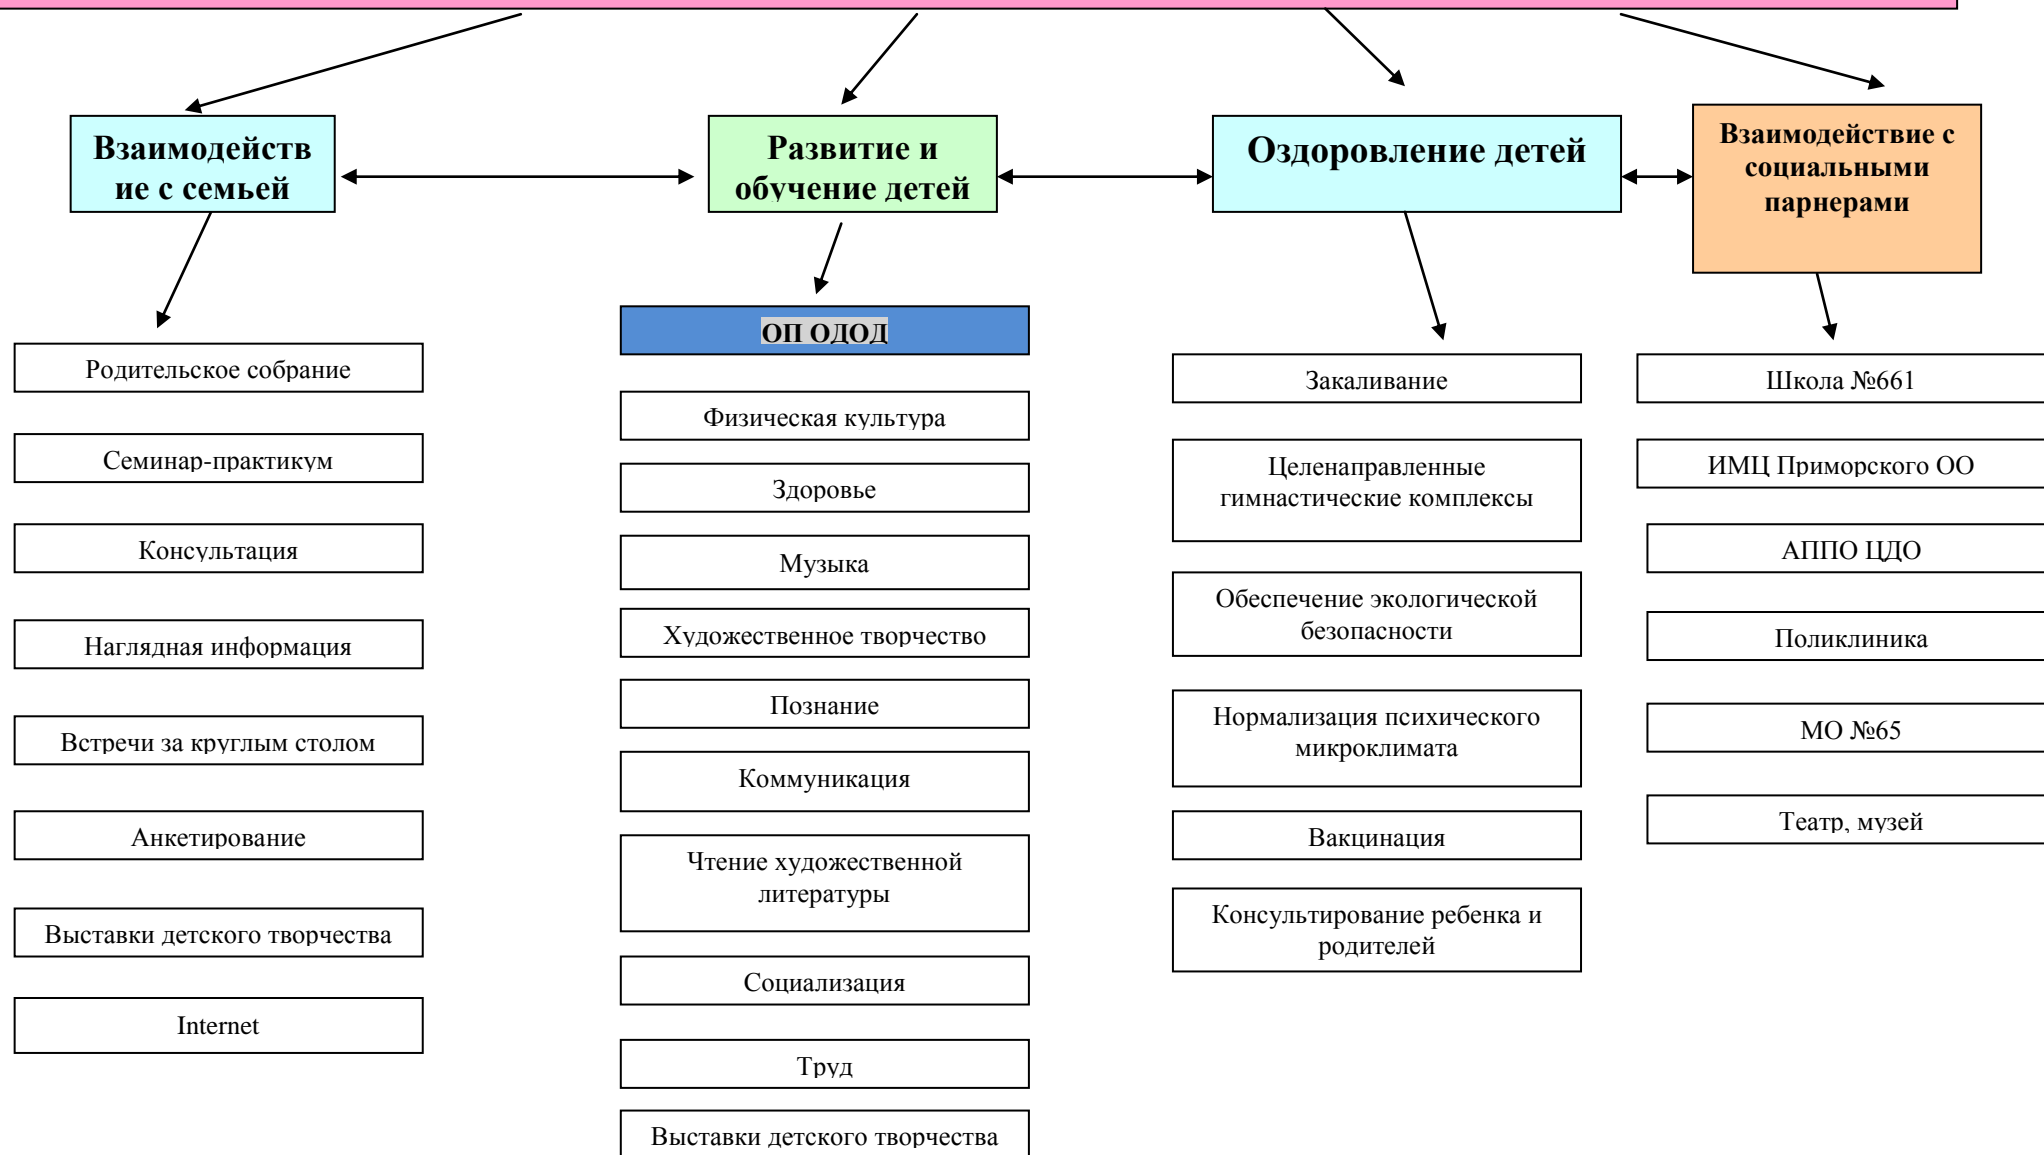 Взаимодейств
ие с семьей
Развитие и
обучение детей
Оздоровление детей
Взаимодействие с
социальными
парнерами
Родительское собрание
Семинар-практикум
Консультация
Наглядная информация
Встречи за круглым столом
Анкетирование
Выставки детского творчества
Internet
ОП ОДОД
Физическая культура
Здоровье
Музыка
Художественное творчество
Познание
Коммуникация
Чтение художественной
литературы
Социализация
Труд
Выставки детского творчества
Закаливание
Целенаправленные
гимнастические комплексы
Обеспечение экологической
безопасности
Нормализация психического
микроклимата
Вакцинация
Консультирование ребенка и
родителей
Школа №661
ИМЦ Приморского ОО
АППО ЦДО
Поликлиника
МО №65
Театр, музей